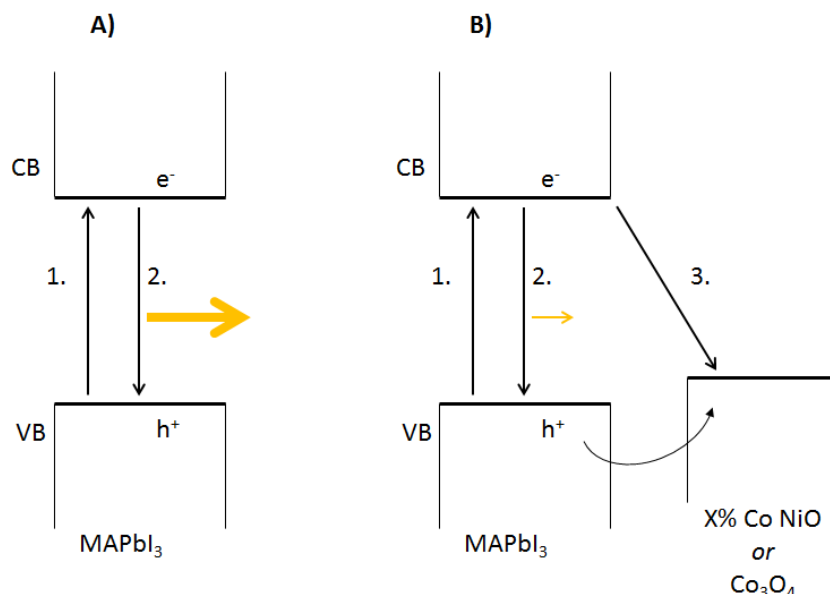 A)
CB
e⁻
1.
2.
VB
h⁺
MAPbI₃
B)
CB
e⁻
1.
2.
3.
VB
h⁺
MAPbI₃
X% Co NiO
or
Co₃O₄